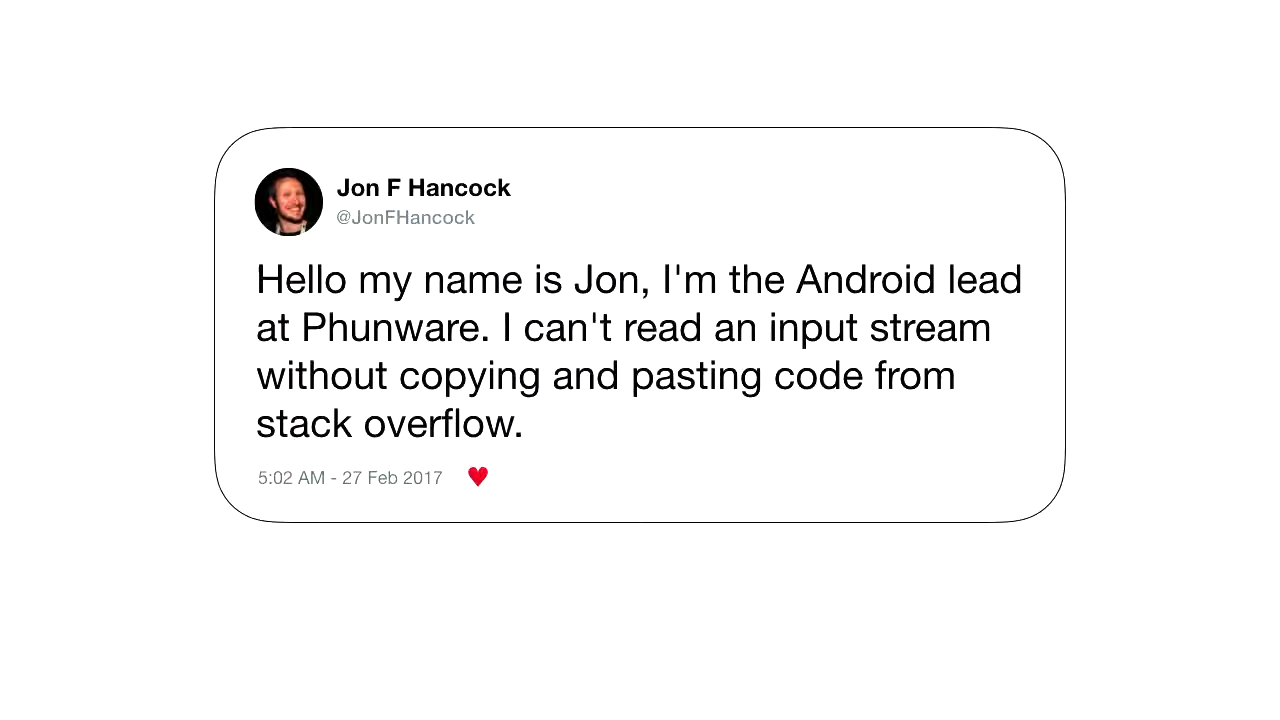 Jon F Hancock
@JonFHancock
Hello my name is Jon, I'm the Android lead
at Phunware. I can't read an input stream
without copying and pasting code from
stack overflow.
5:02 AM - 27 Feb 2017